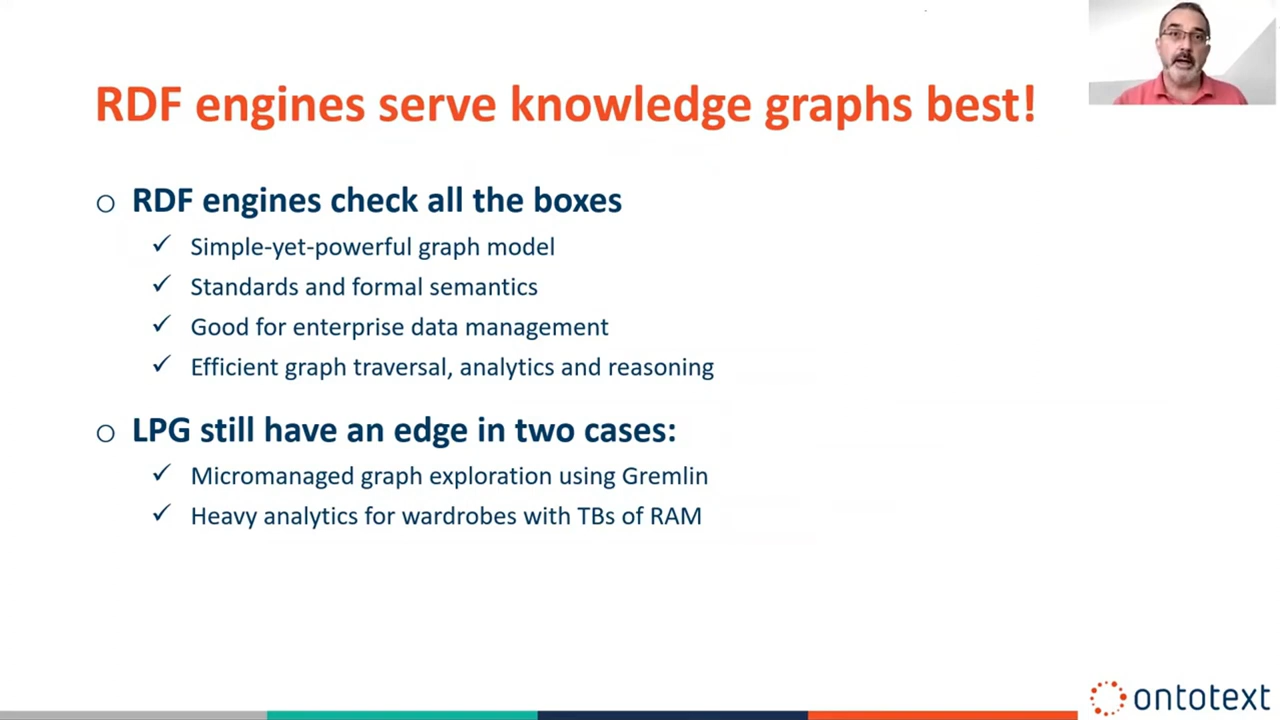 RDF engines serve knowledge graphs best!
RDF engines check all the boxes
Simple-yet-powerful graph model
Standards and formal semantics
Good for enterprise data management
Efficient graph traversal, analytics and reasoning
LPG still have an edge in two cases:
Micromanaged graph exploration using Gremlin
Heavy analytics for wardrobes with TBs of RAM
ontotext